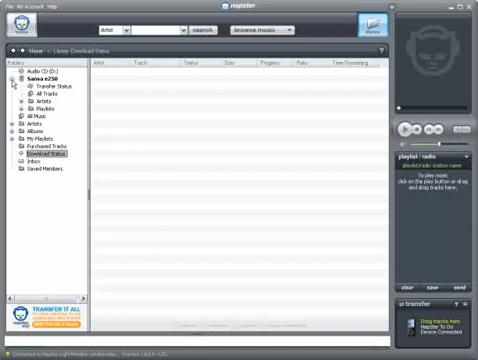 File My Account Help
napster.
Artist
search
browse music
library
Home Library Download Status
?
Folders
Artist Track Status Size Progress Rate Time Remaining
Audio CD (D:)
Sansa e250
Transfer Status
All Tracks
Artists
Playlists
All Music
Artists
Albums
My Playlists
Purchased Tracks
Download Status
Inbox
Saved Members
playlist / radio
playlist/radio station name
To play music
click on the play button or drag
and drop tracks here.
clear save send
transfer
?
Drag tracks here
Napster To Go
Device Connected
TRANSFER IT ALL